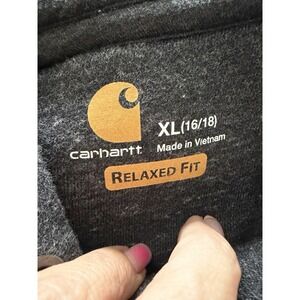 XL(16/18)
Made in Vietnam
carhartt
RELAXED FIT